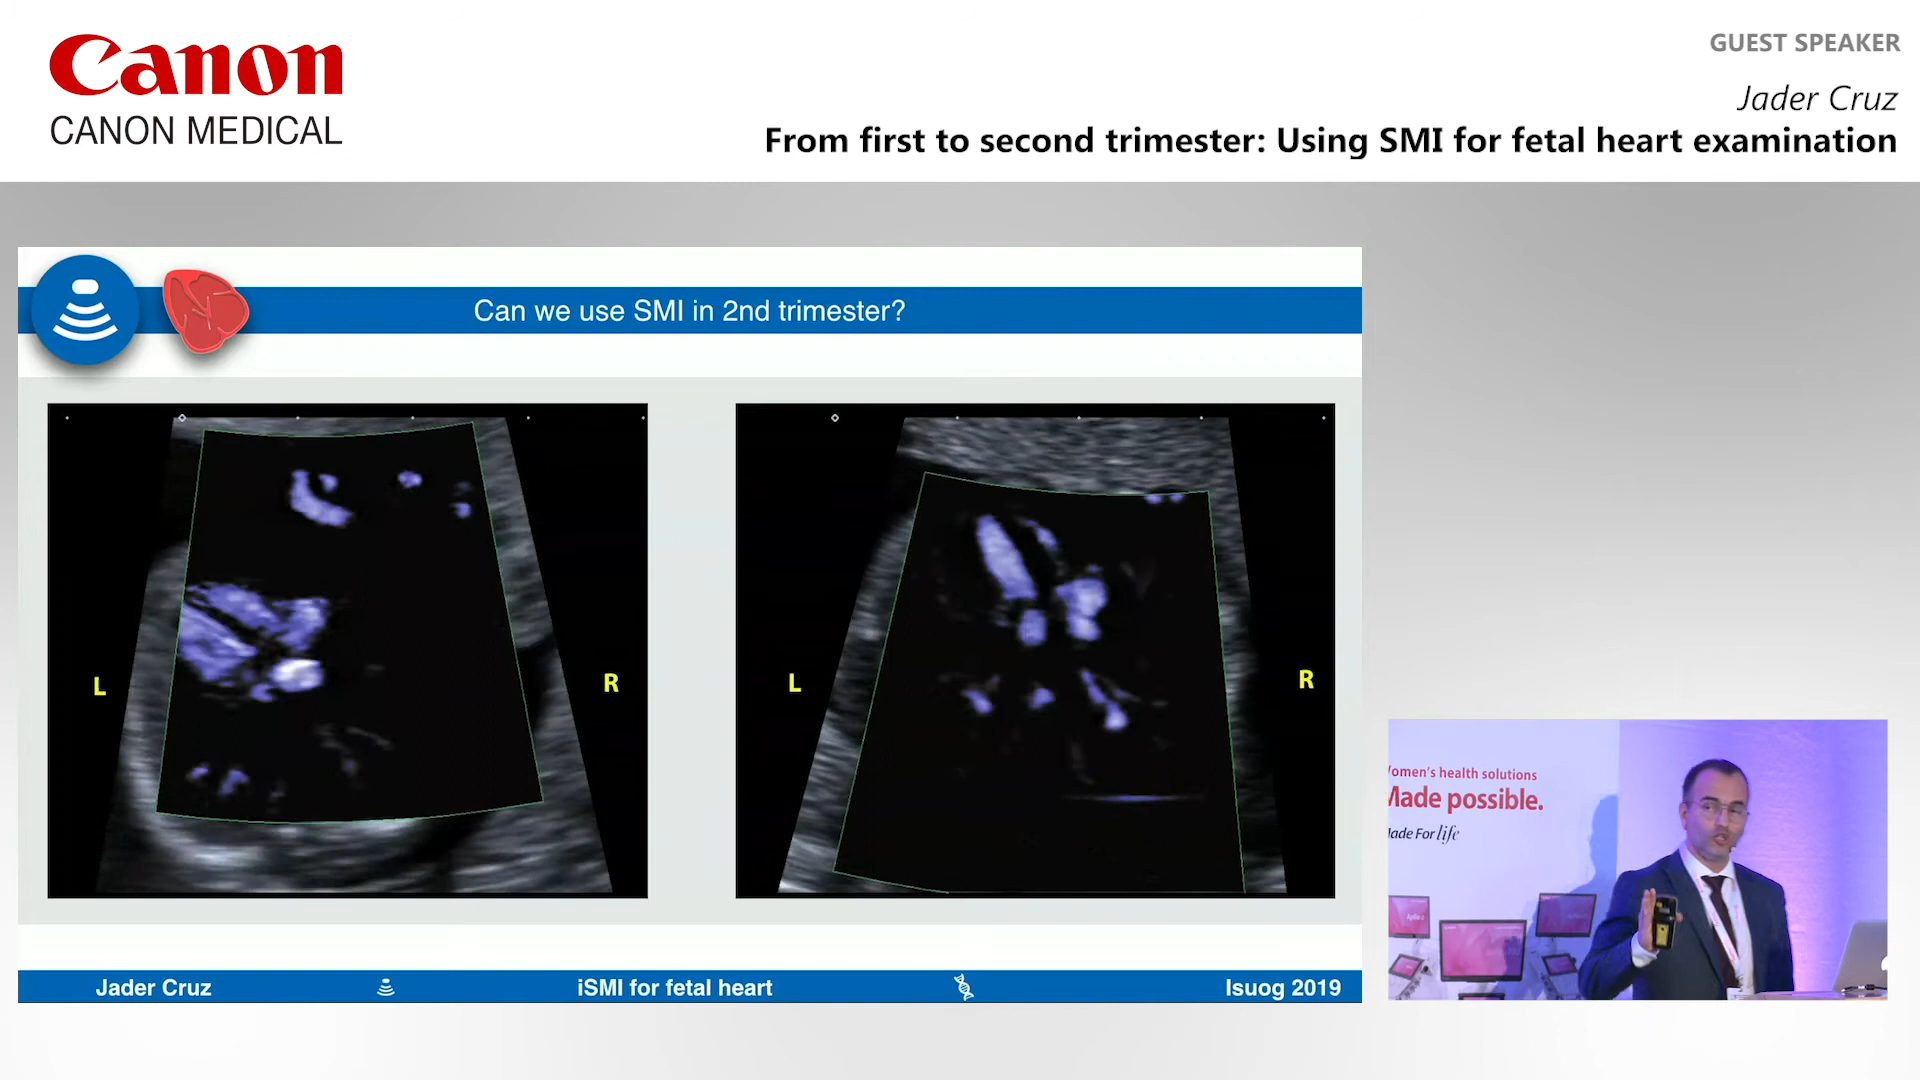 Canon
CANON MEDICAL
GUEST SPEAKER
Jader Cruz
From first to second trimester: Using SMI for fetal heart examination
Can we use SMI in 2nd trimester?
L
R
L
R
omen's health solutions
Made possible.
ade For life
Jader Cruz
iSMI for fetal heart
Isuog 2019